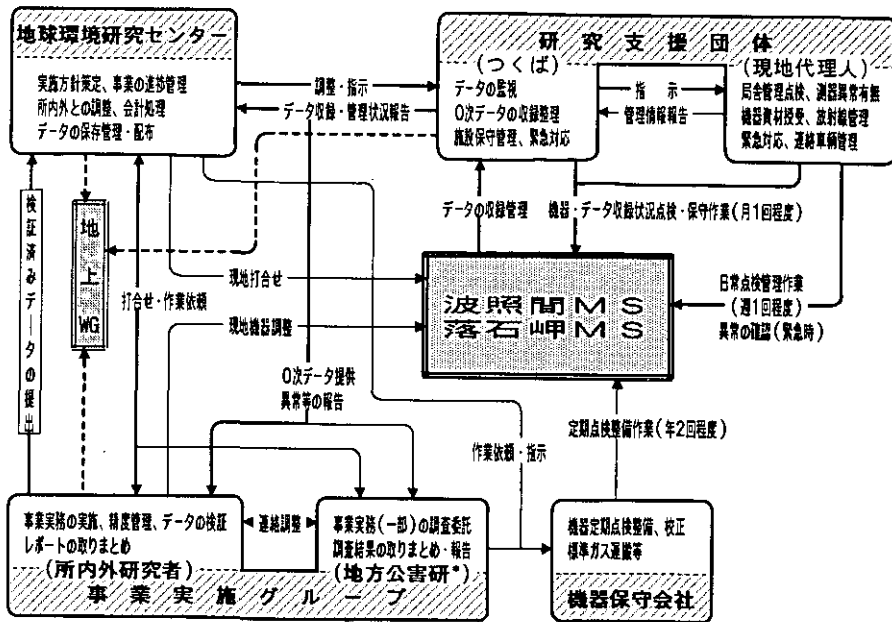 地球環境研究センター
実施方針策定、事業の進捗管理
所内外との調整、会計処理
データの保存管理・配布
調整・指示
データ収録・管理状況報告
研究支援団体
(つくば)
データの監視
0次データの収録整理
施設保守管理、緊急対応
指示
管理情報報告
(現地代理人)
局舎管理点検、測器異常有無
機器資材授受、放射線管理
緊急対応、連絡車輌管理
検証済みデータの提出
地上WG
打合せ・作業依頼
データの収録管理
機器・データ収録状況点検・保守作業(月1回程度)
現地打合せ
現地機器調整
波照間MS
落石岬MS
日常点検管理作業
(週1回程度)
異常の確認(緊急時)
0次データ提供
異常等の報告
作業依頼・指示
定期点検整備作業(年2回程度)
事業実務の実施、精度管理、データの検証
レポートの取りまとめ
(所内外研究者)
連絡調整
事業実務(一部)の調査委託
調査結果の取りまとめ・報告
(地方公害研*)
事業実施グループ
機器定期点検整備、校正
標準ガス運搬等
機器保守会社